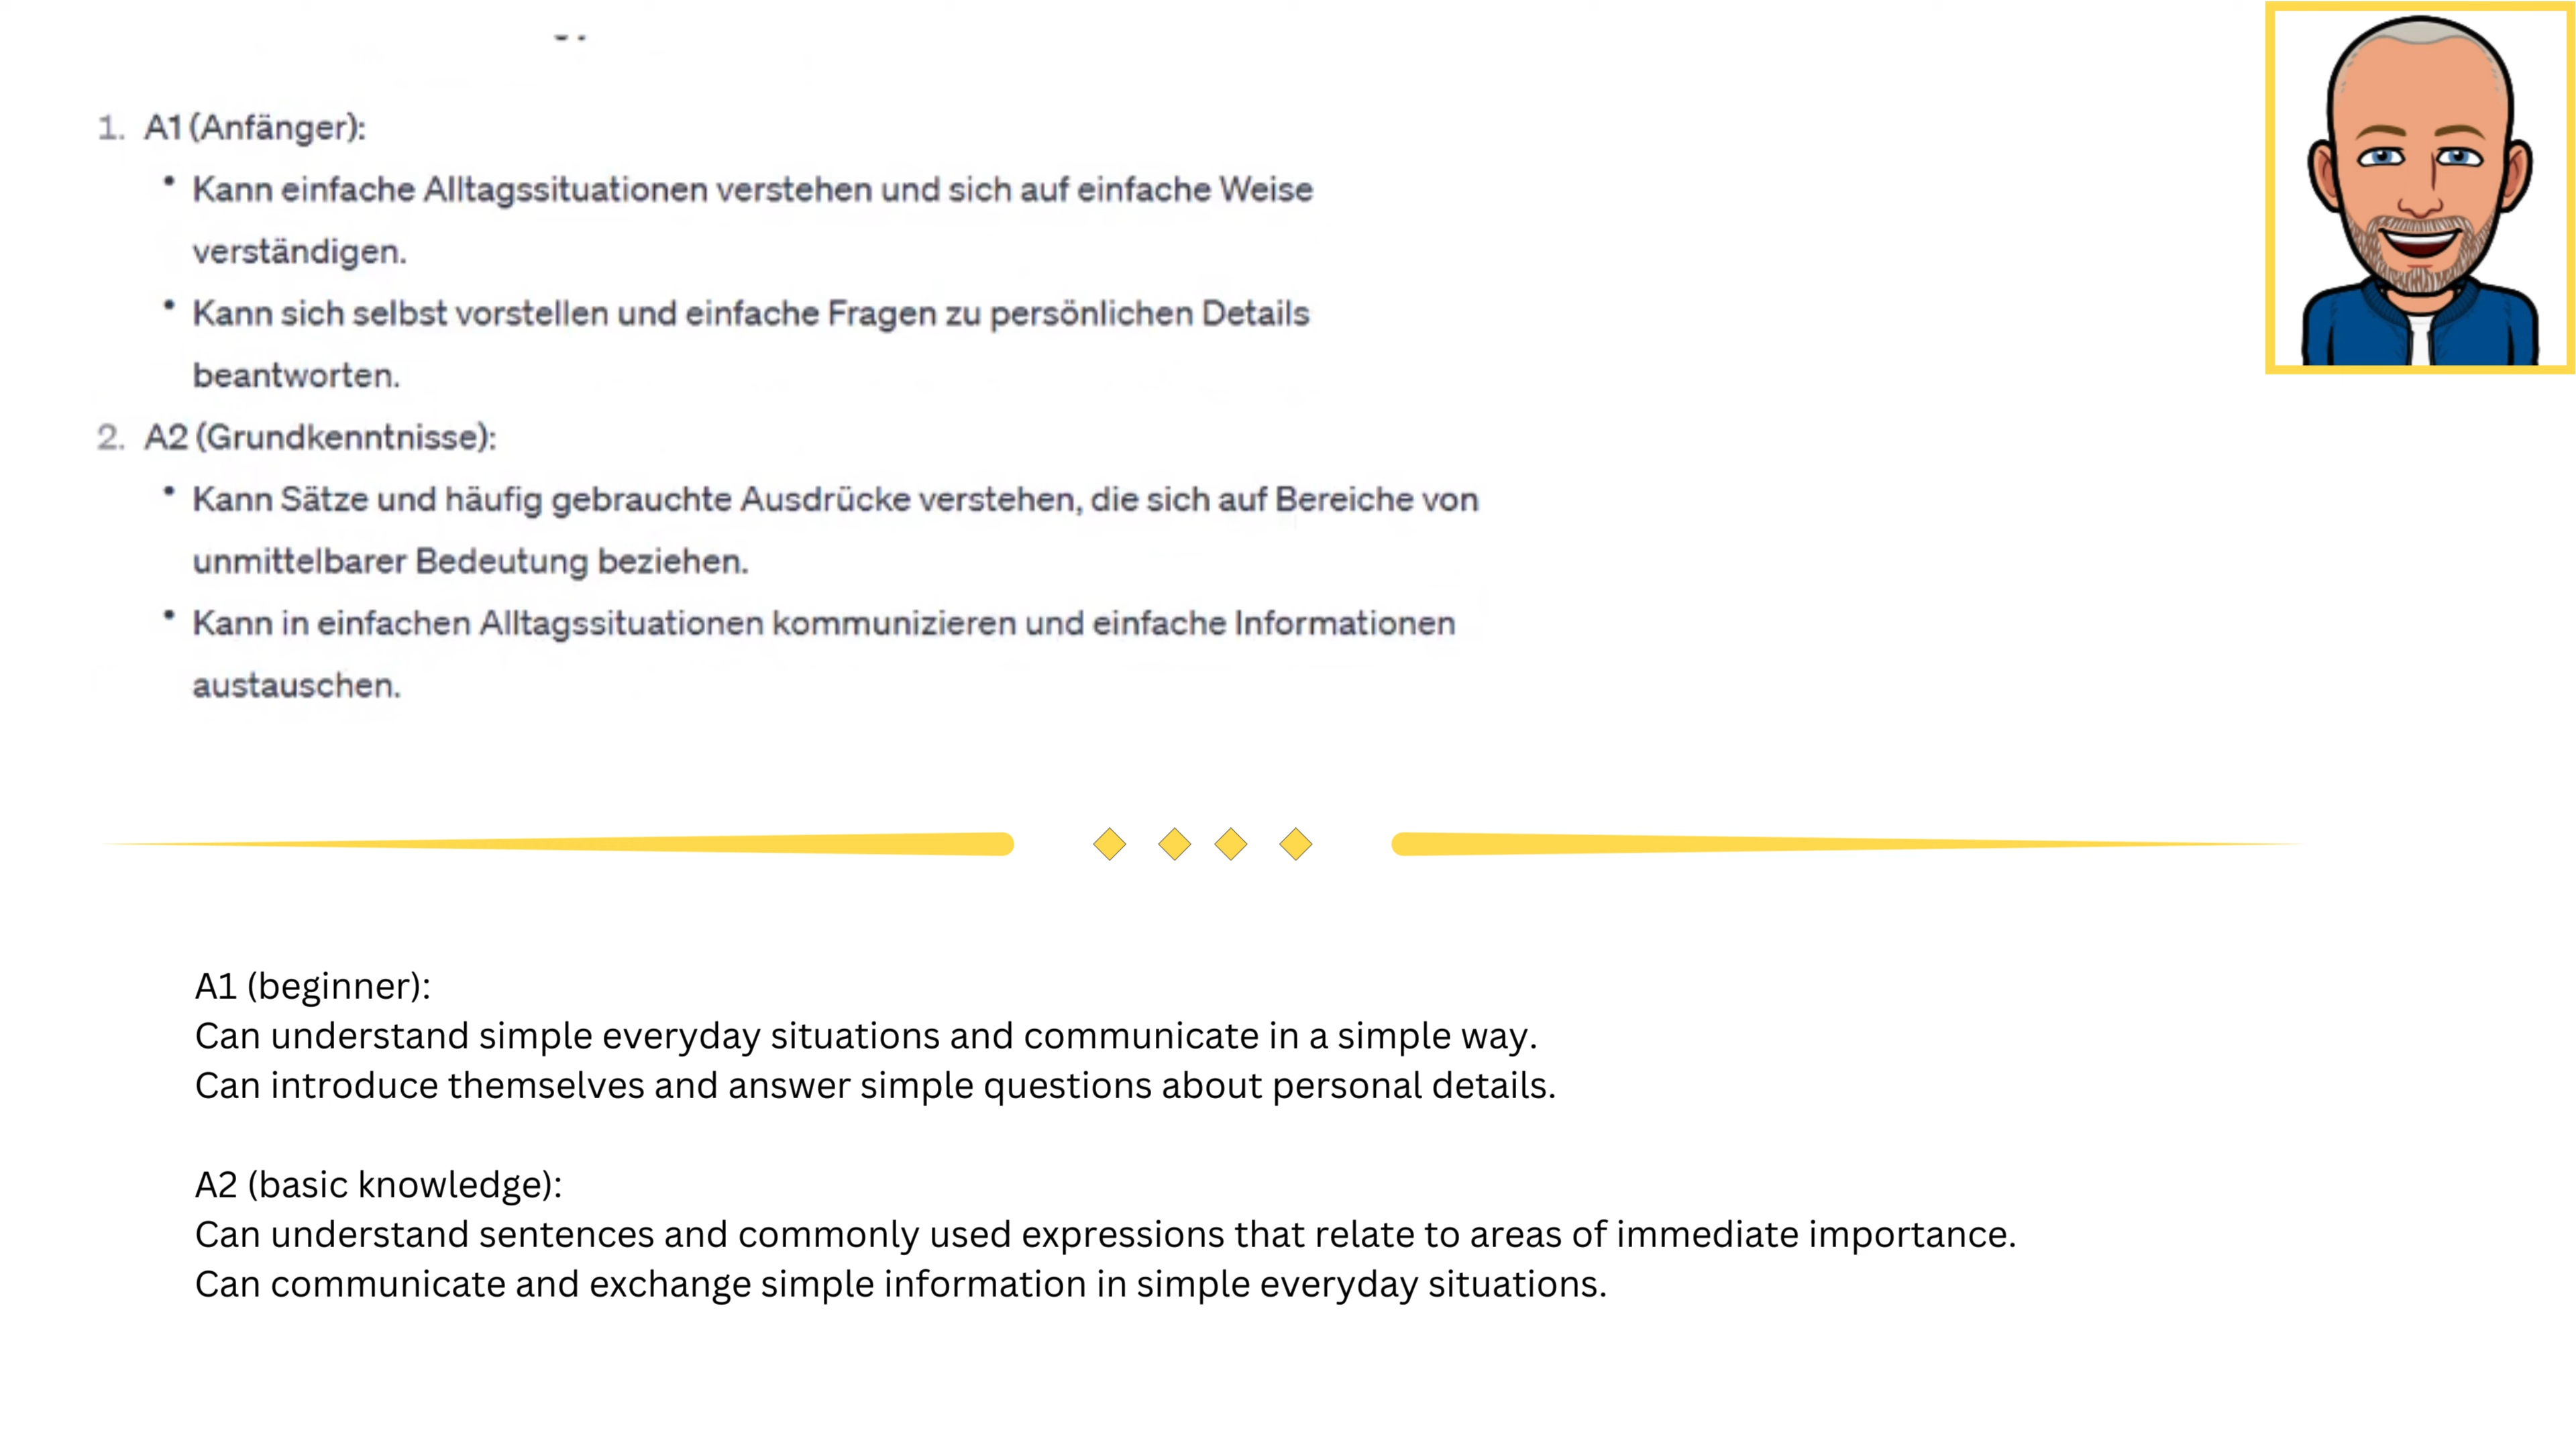 1. A1 (Anfänger):
• Kann einfache Alltagssituationen verstehen und sich auf einfache Weise
verständigen.
• Kann sich selbst vorstellen und einfache Fragen zu persönlichen Details
beantworten.
2. A2 (Grundkenntnisse):
• Kann Sätze und häufig gebrauchte Ausdrücke verstehen, die sich auf Bereiche von
unmittelbarer Bedeutung beziehen.
• Kann in einfachen Alltagssituationen kommunizieren und einfache Informationen
austauschen.
A1 (beginner):
Can understand simple everyday situations and communicate in a simple way.
Can introduce themselves and answer simple questions about personal details.
A2 (basic knowledge):
Can understand sentences and commonly used expressions that relate to areas of immediate importance.
Can communicate and exchange simple information in simple everyday situations.